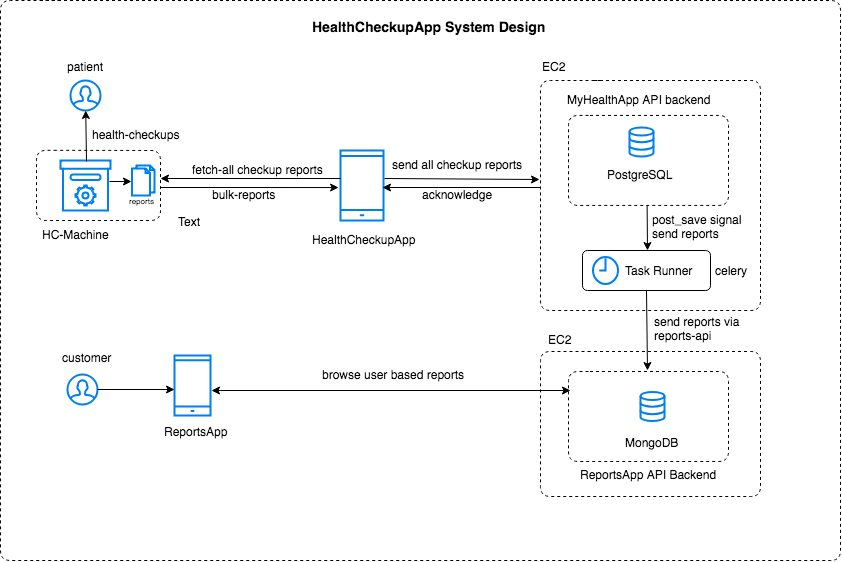 HealthCheckupApp System Design
patient
EC2
MyHealthApp API backend
health-checkups
fetch-all checkup reports
send all checkup reports
PostgreSQL
bulk-reports
acknowledge
reports
Text
HC-Machine
HealthCheckupApp
post_save signal
send reports
Task Runner
celery
send reports via
reports-api
EC2
customer
browse user based reports
ReportsApp
MongoDB
ReportsApp API Backend